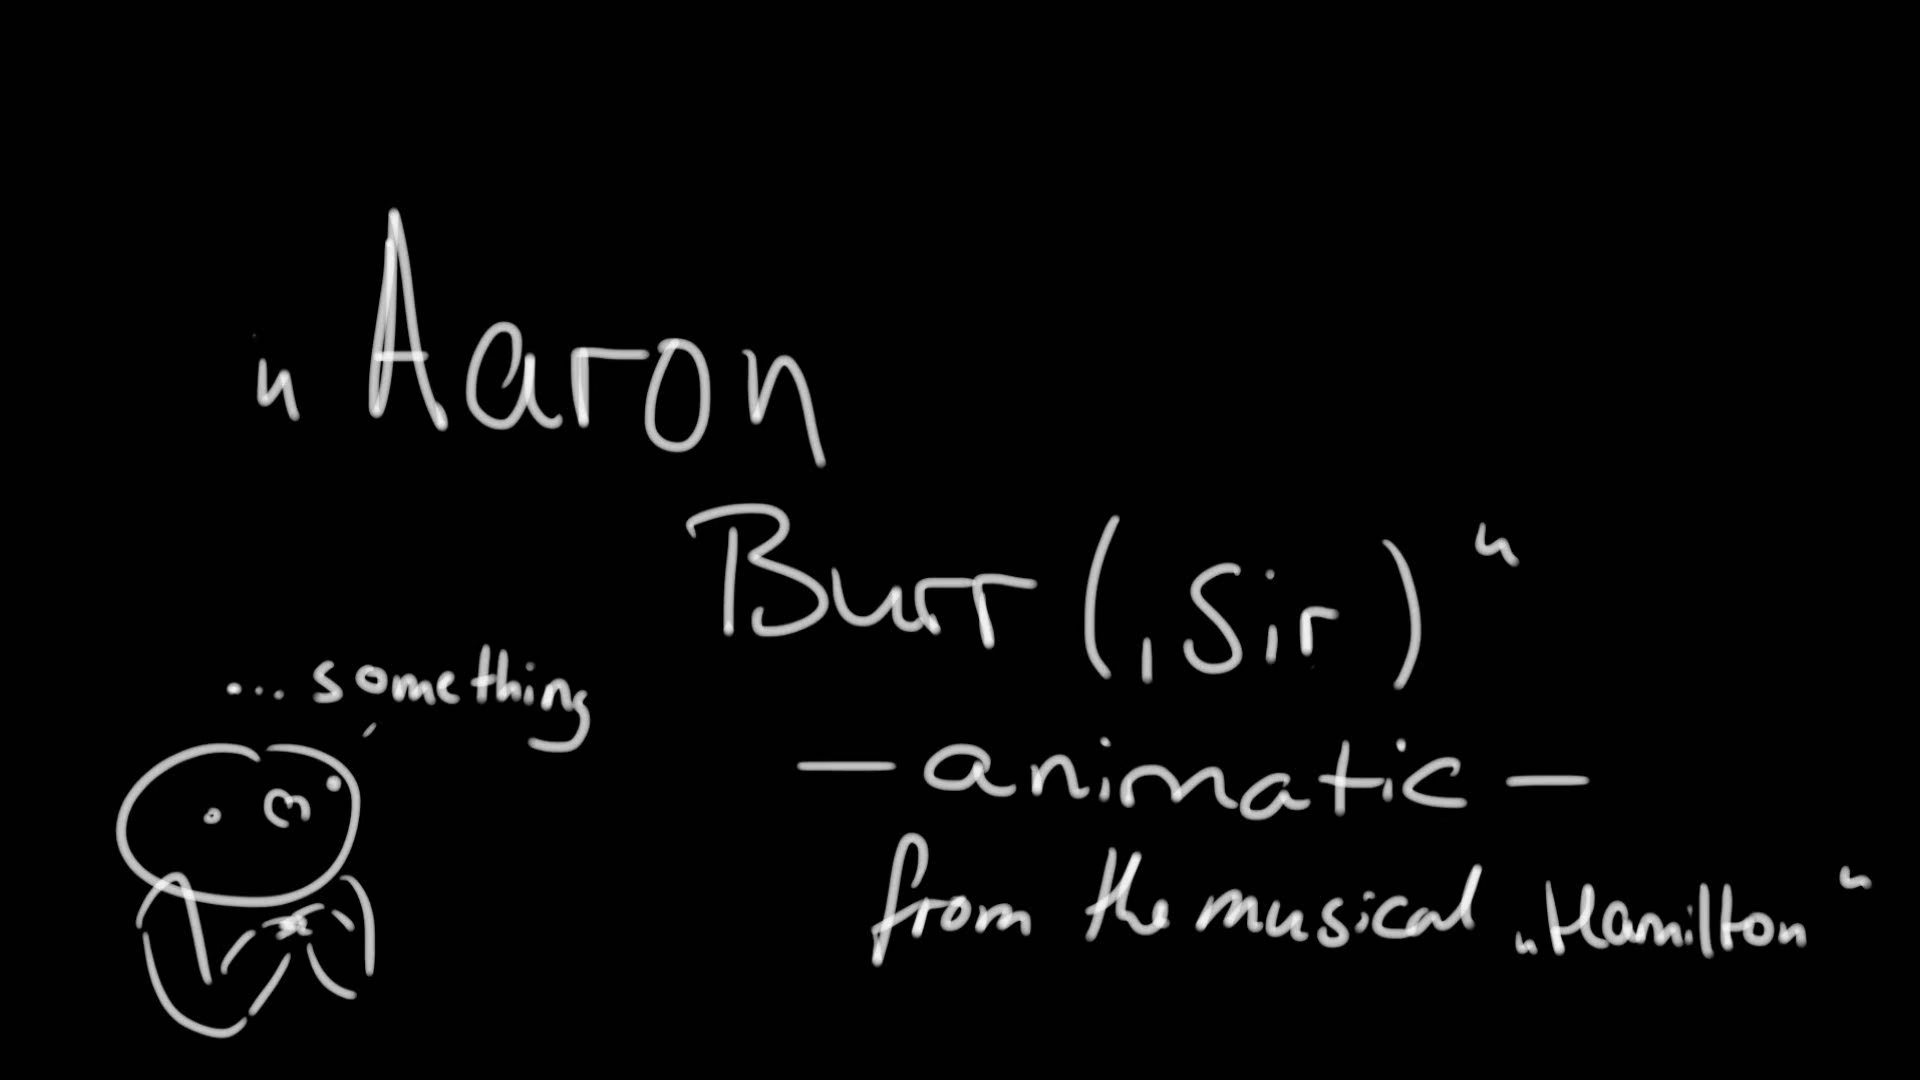 „Aaron
Burr (, Sir)“
... something
- animatic -
from the musical „Hamilton“